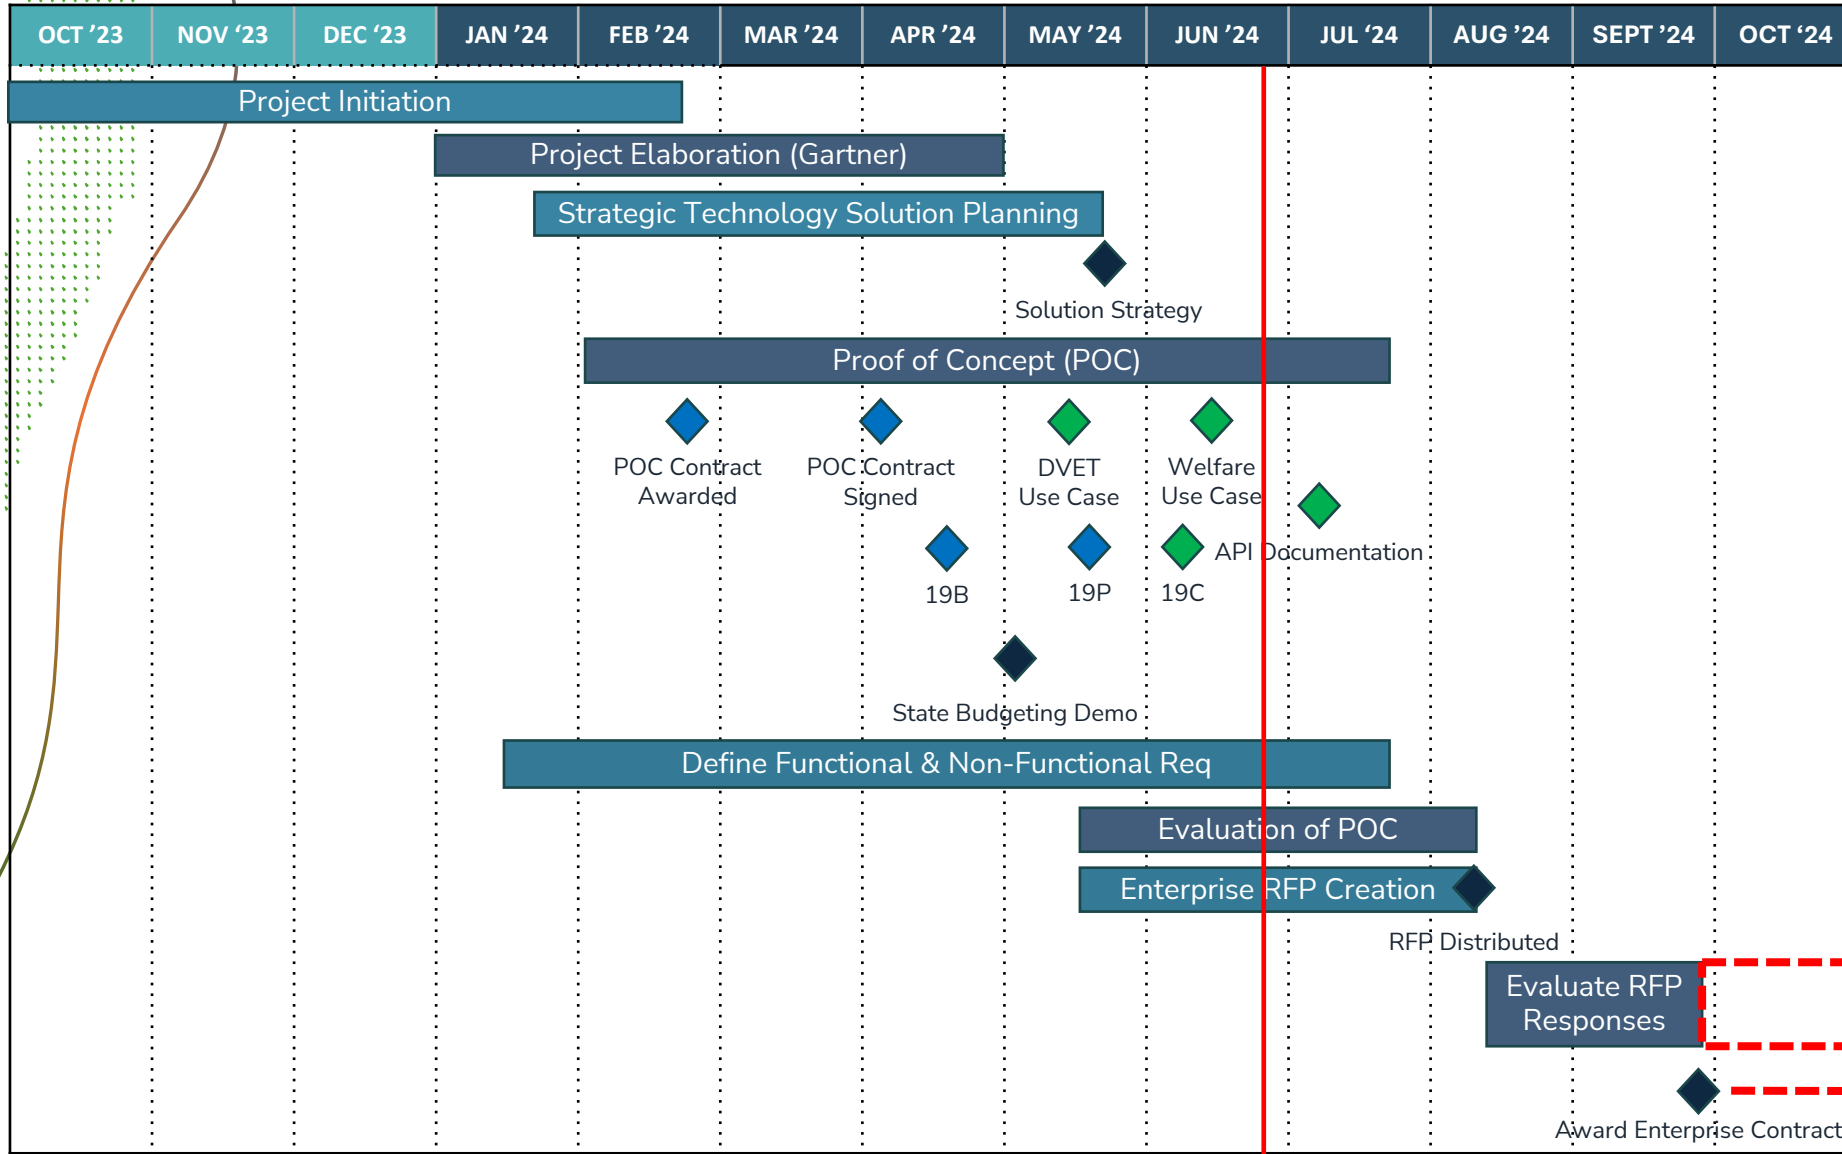 OCT ’23 NOV ‘23 DEC ‘23 JAN ’24 FEB ‘24 MAR ’24 APR ‘24 MAY ’24 JUN ’24 JUL ‘24 AUG ’24 SEPT ’24 OCT ‘24
Project Initiation
Project Elaboration (Gartner)
Strategic Technology Solution Planning
Solution Strategy
Proof of Concept (POC)
POC Contract
Awarded
POC Contract
Signed
DVET
Use Case
Welfare
Use Case
API Documentation
19B
19P
19C
State Budgeting Demo
Define Functional & Non-Functional Req
Evaluation of POC
Enterprise RFP Creation
RFP Distributed
Evaluate RFP
Responses
Award Enterprise Contract